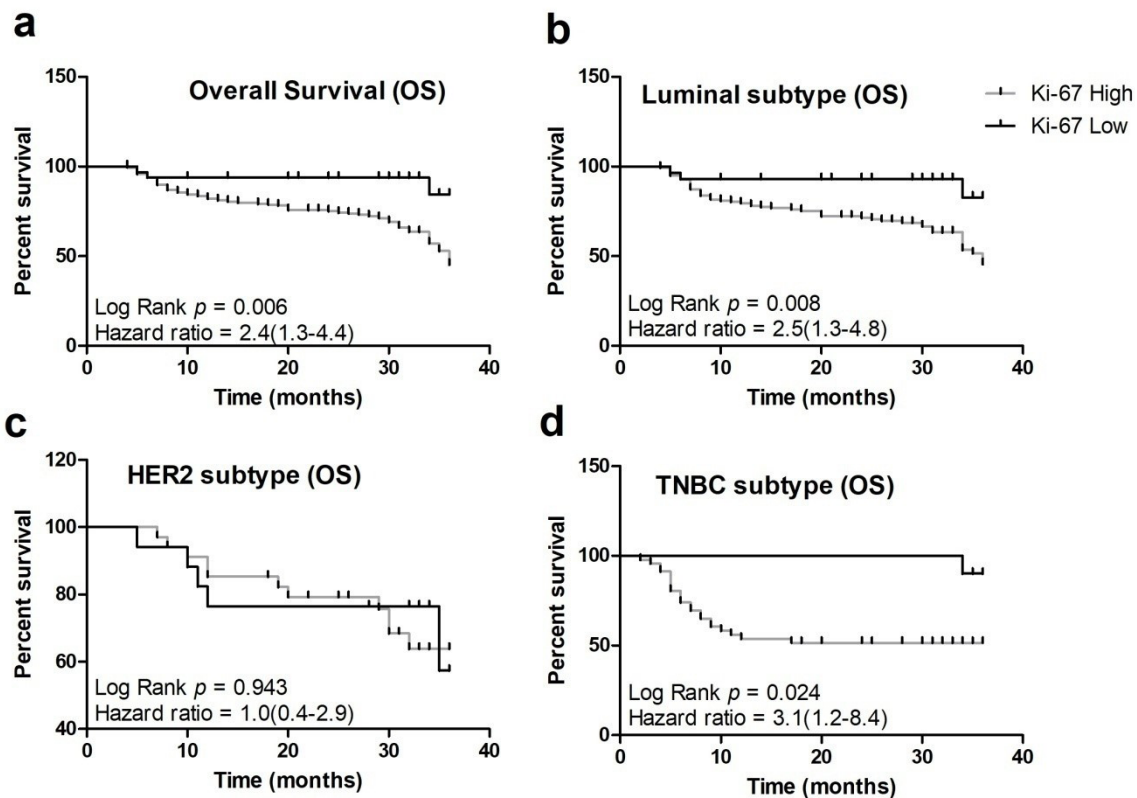 a
Overall Survival (OS)
150
100
50
0
Percent survival
Log Rank p = 0.006
Hazard ratio = 2.4(1.3-4.4)
0 10 20 30 40
Time (months)
b
Luminal subtype (OS)
Ki-67 High
Ki-67 Low
150
100
50
0
Percent survival
Log Rank p = 0.008
Hazard ratio = 2.5(1.3-4.8)
0 10 20 30 40
Time (months)
c
HER2 subtype (OS)
120
100
80
60
40
Percent survival
Log Rank p = 0.943
Hazard ratio = 1.0(0.4-2.9)
0 10 20 30 40
Time (months)
d
TNBC subtype (OS)
150
100
50
0
Percent survival
Log Rank p = 0.024
Hazard ratio = 3.1(1.2-8.4)
0 10 20 30 40
Time (months)